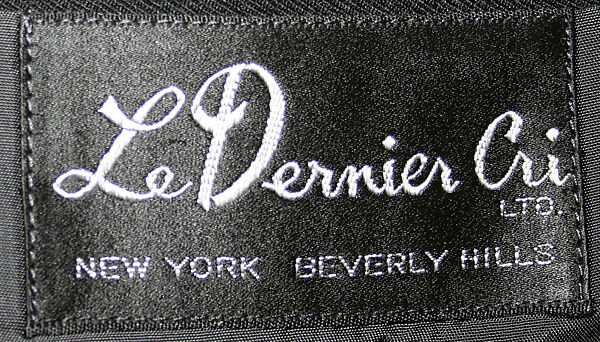 Le Dernier Cri
LTD.
NEW YORK BEVERLY HILLS